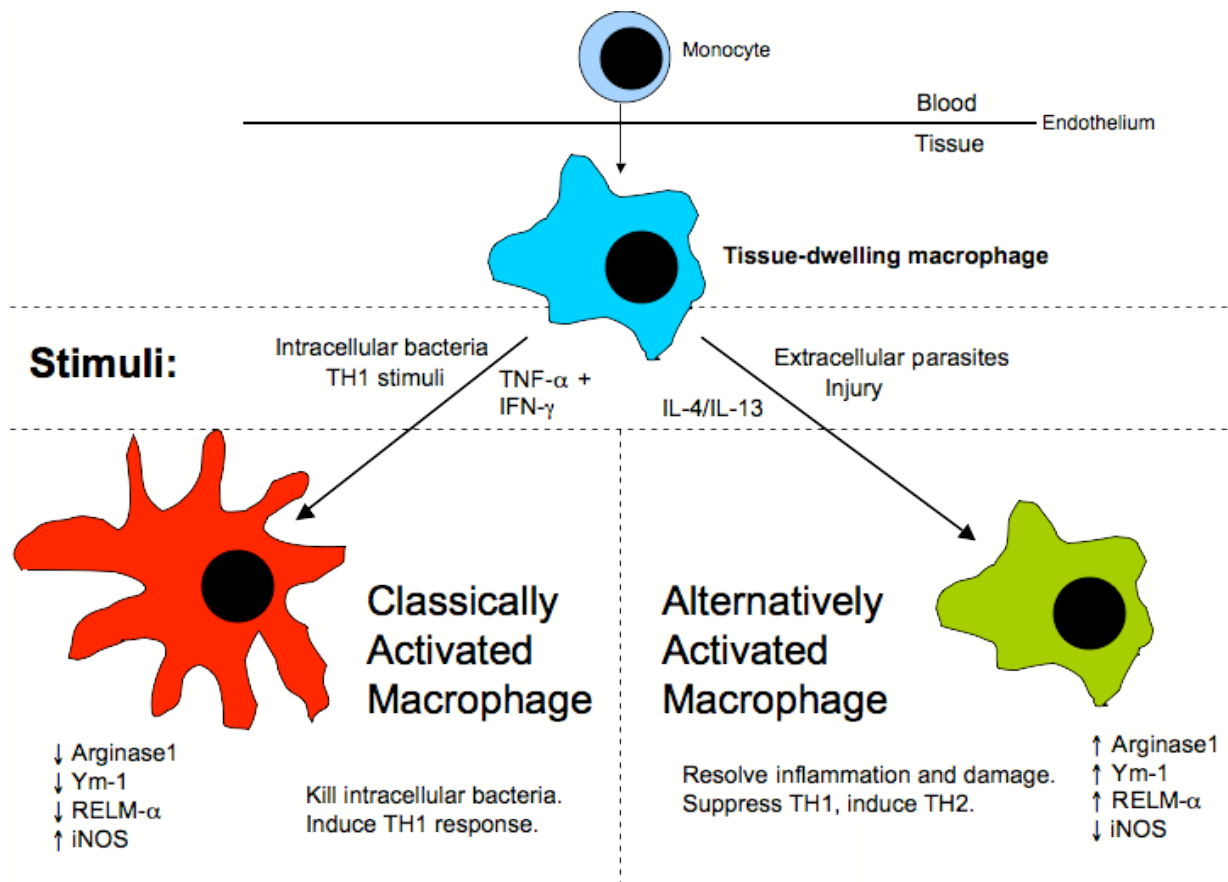 Monocyte
Blood
Endothelium
Tissue
Tissue-dwelling macrophage
Stimuli:
Intracellular bacteria
TH1 stimuli
TNF-α +
IFN-γ
IL-4/IL-13
Extracellular parasites
Injury
Classically
Activated
Macrophage
↓ Arginase1
↓ Ym-1
↓ RELM-α
↑ iNOS
Kill intracellular bacteria.
Induce TH1 response.
Alternatively
Activated
Macrophage
Resolve inflammation and damage.
Suppress TH1, induce TH2.
↑ Arginase1
↑ Ym-1
↑ RELM-α
↓ iNOS